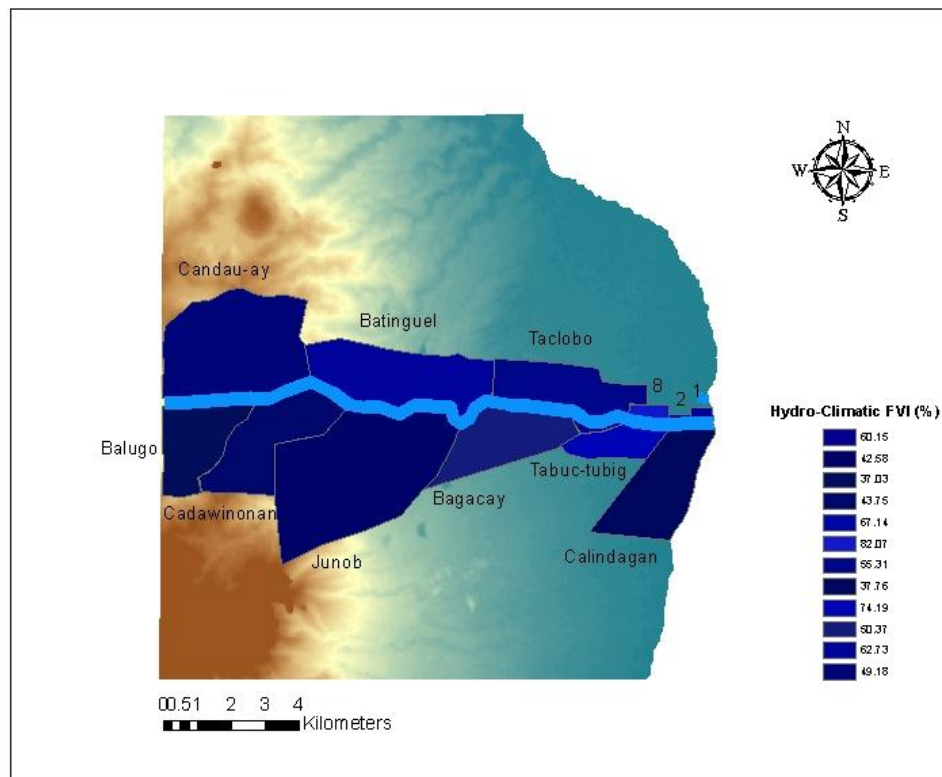 N
W E
S
Candau-ay
Batinguel
Taclobo
8
2
1
Hydro-Climatic FVI (%)
60.15
42.58
37.03
43.75
67.14
82.07
55.31
37.76
74.19
50.37
62.73
49.18
Balugo
Tabuc-tubig
Cadawinonan
Bagacay
Junob
Calindagan
00.51 2 3 4
Kilometers